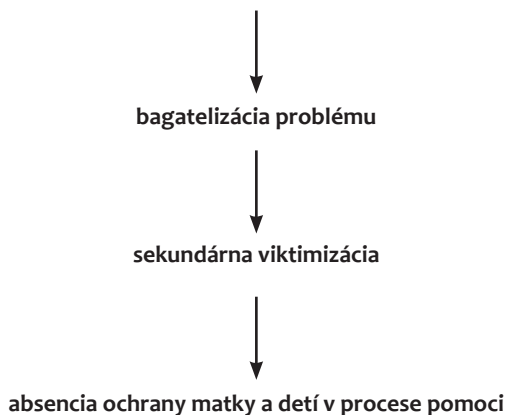 bagatelizácia problému
sekundárna viktimizácia
absencia ochrany matky a detí v procese pomoci